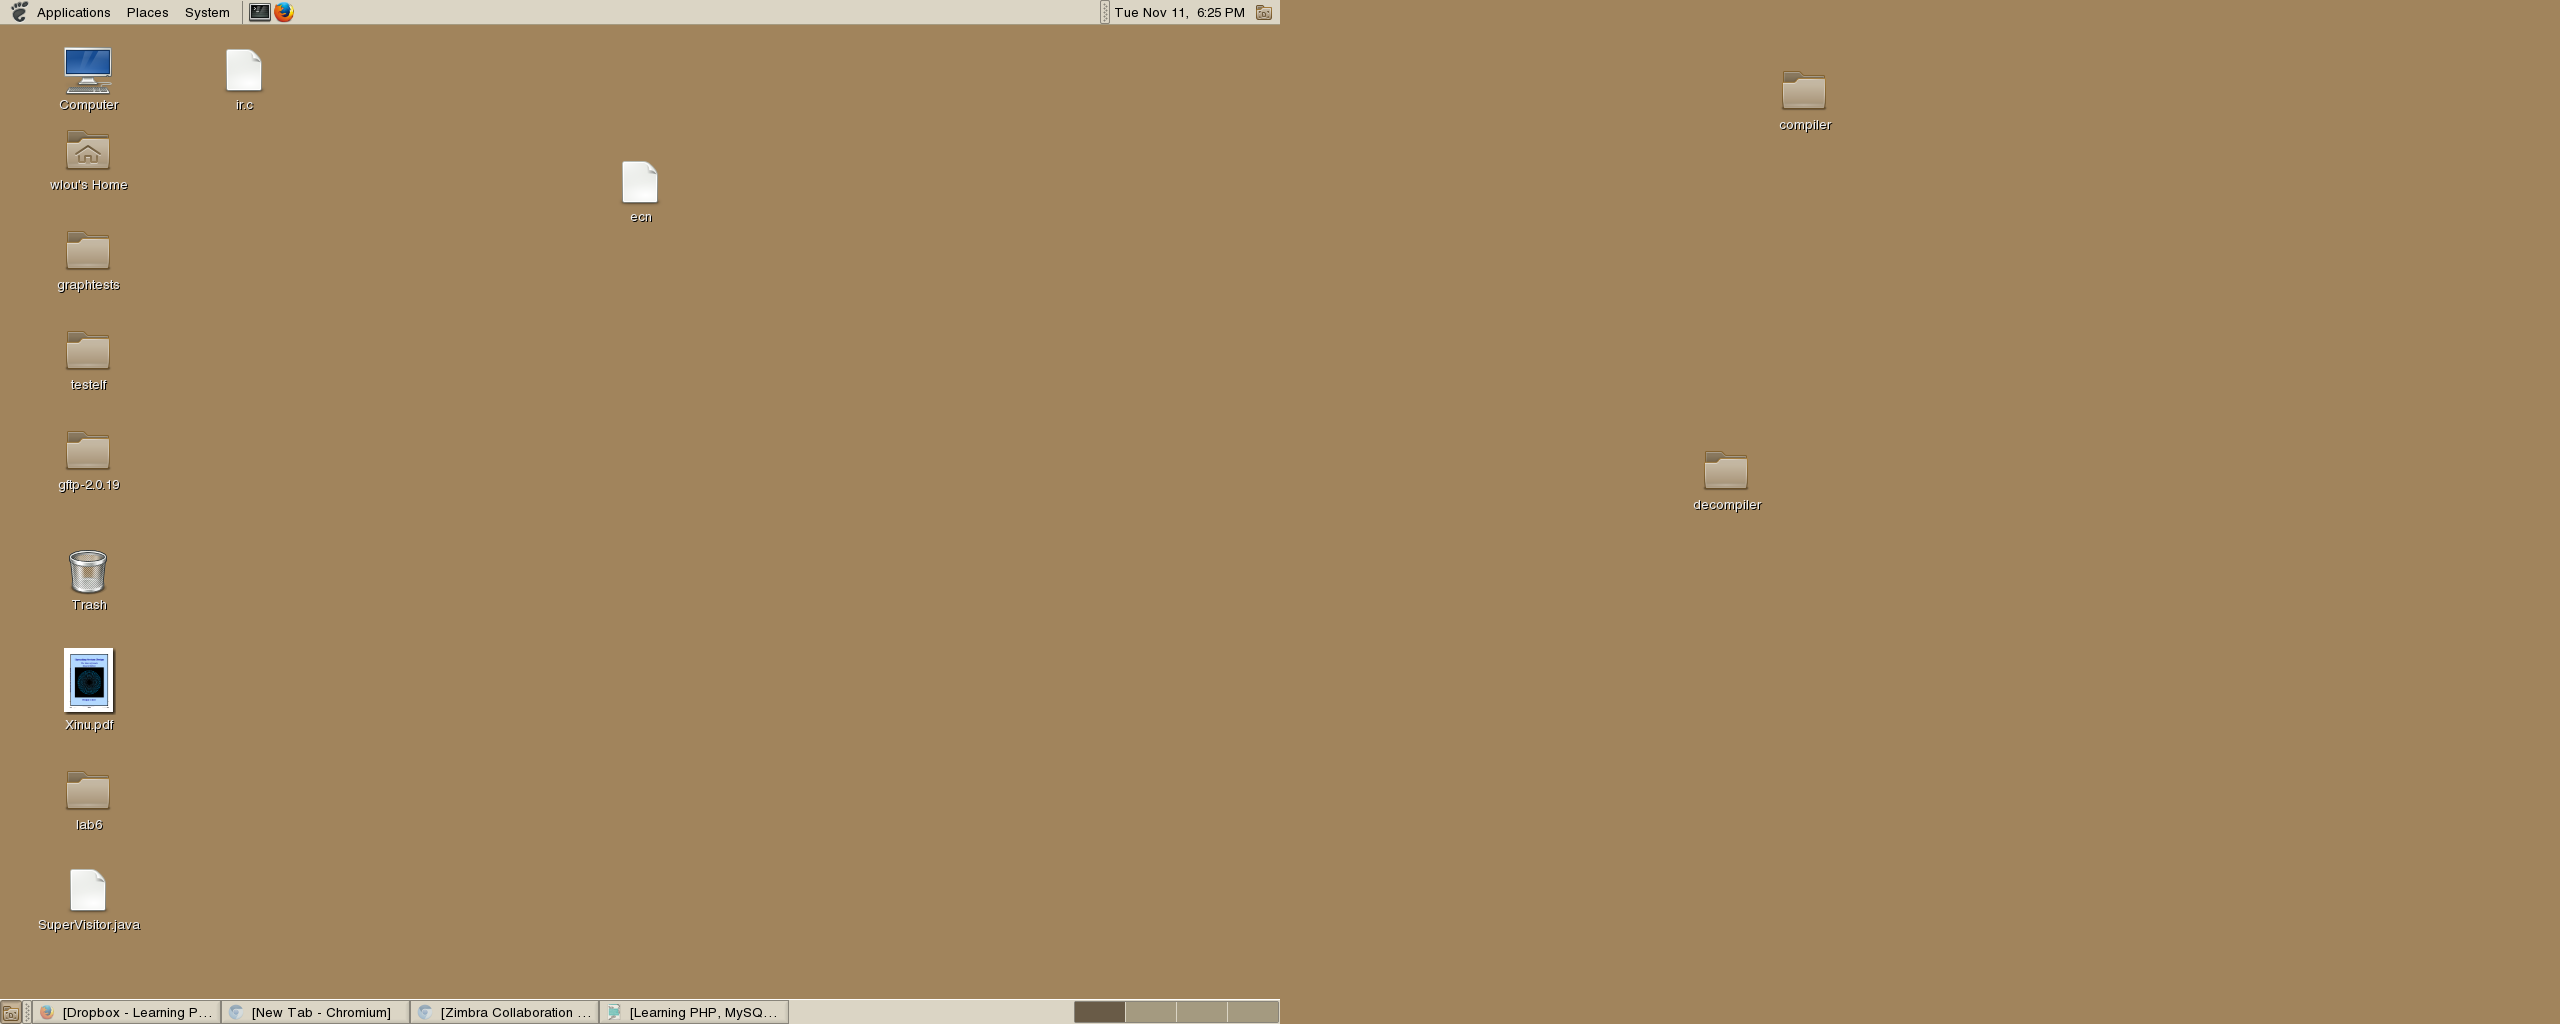 Applications Places System
Tue Nov 11, 6:25 PM
Computer
ir.c
compiler
wlou's Home
ecn
graphtests
testelf
gftp-2.0.19
decompiler
Trash
Xinu.pdf
lab6
SuperVisitor.java
[Dropbox - Learning P...
[New Tab - Chromium]
[Zimbra Collaboration ...
[Learning PHP, MySQ...